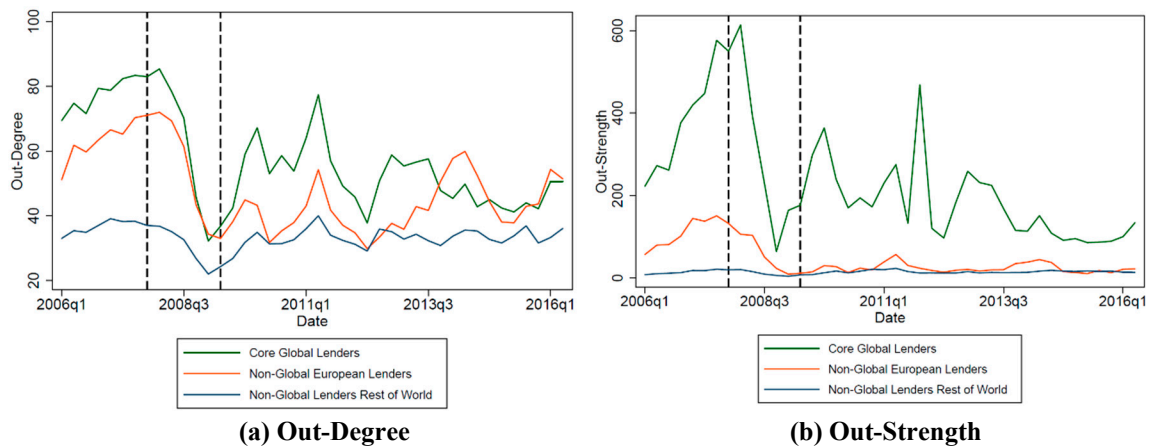 Out-Degree
100
80
60
40
20
2006q1
2008q3
2011q1
2013q3
2016q1
Date
Core Global Lenders
Non-Global European Lenders
Non-Global Lenders Rest of World
(a) Out-Degree
Out-Strength
600
400
200
0
2006q1
2008q3
2011q1
2013q3
2016q1
Date
Core Global Lenders
Non-Global European Lenders
Non-Global Lenders Rest of World
(b) Out-Strength